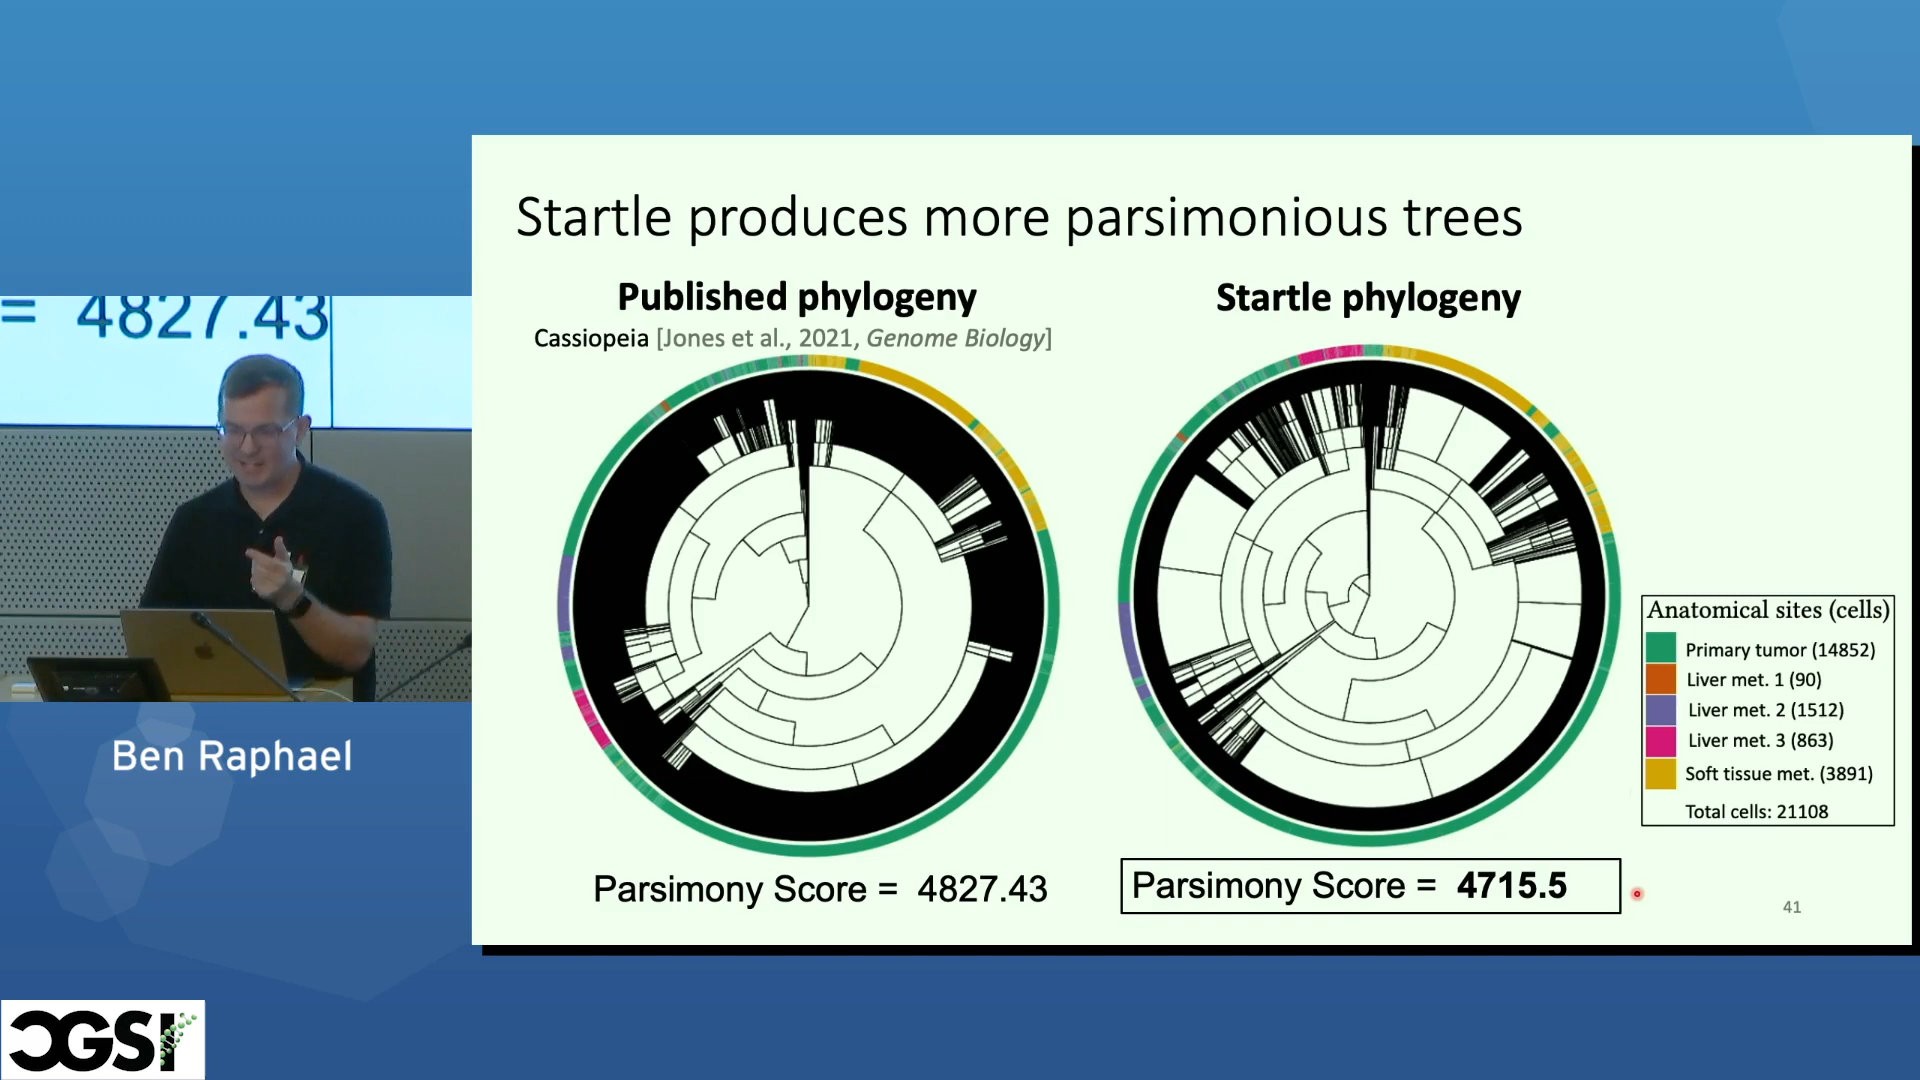 Startle produces more parsimonious trees
Published phylogeny
Cassiopeia [Jones et al., 2021, Genome Biology]
Startle phylogeny
Anatomical sites (cells)
Primary tumor (14852)
Liver met. 1 (90)
Liver met. 2 (1512)
Liver met. 3 (863)
Soft tissue met. (3891)
Total cells: 21108
Parsimony Score = 4827.43
Parsimony Score = 4715.5
41
= 4827.43
Ben Raphael
CGSI